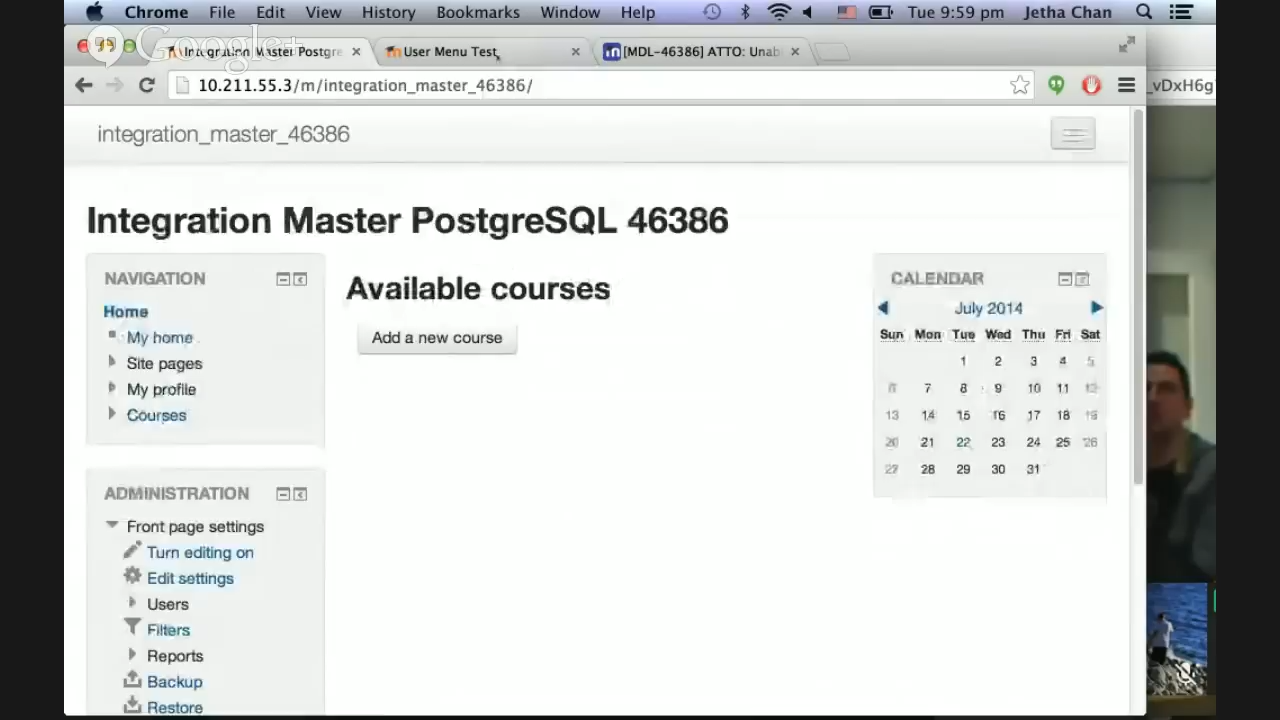 Chrome File Edit View History Bookmarks Window Help Tue 9:59 pm Jetha Chan
Google+
Integration Master Postgre
User Menu Test
[MDL-46386] ATTO: Unab
10.211.55.3/m/integration_master_46386/
_vDxH6g
integration_master_46386
Integration Master PostgreSQL 46386
NAVIGATION
Home
My home
Site pages
My profile
Courses
ADMINISTRATION
Front page settings
Turn editing on
Edit settings
Users
Filters
Reports
Backup
Restore
Available courses
Add a new course
CALENDAR
July 2014
Sun Mon Tue Wed Thu Fri Sat
1 2 3 4 5
6 7 8 9 10 11 12
13 14 15 16 17 18 19
20 21 22 23 24 25 26
27 28 29 30 31